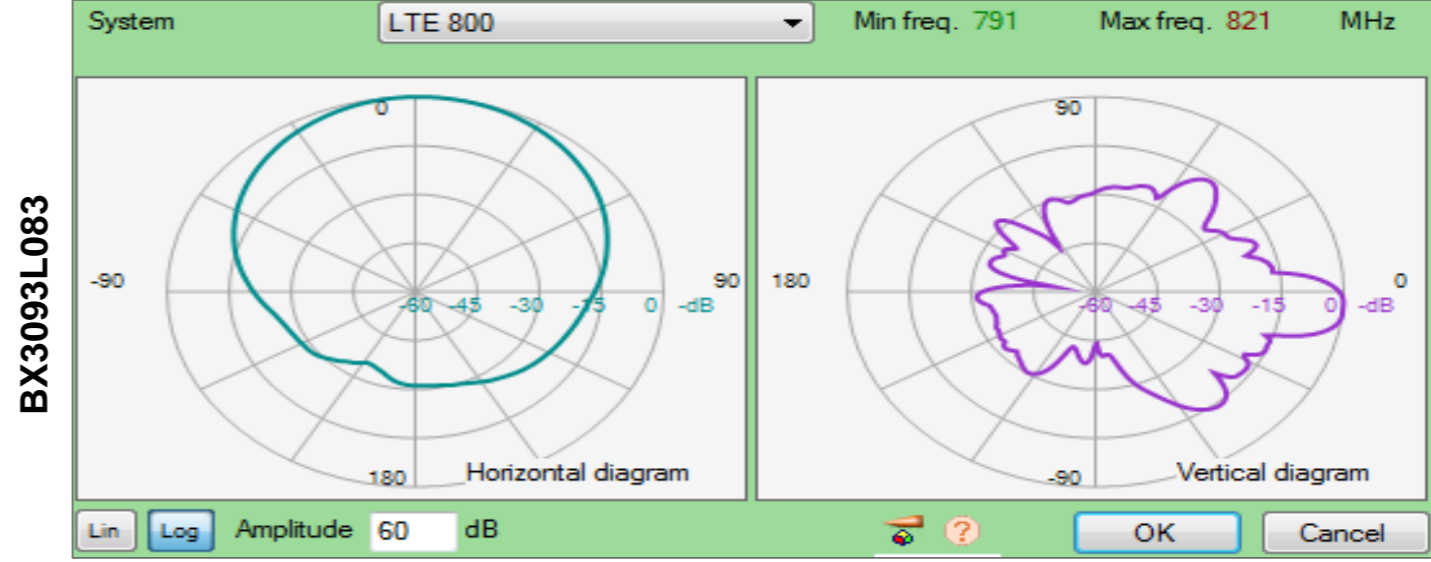 BX3093L083
System LTE 800 Min freq. 791 Max freq. 821 MHz
0
-90 90
-60 -45 -30 -15 0 -dB
180
Horizontal diagram
90
180 0
-60 -45 -30 -15 0 -dB
-90
Vertical diagram
Lin Log Amplitude 60 dB ? OK Cancel